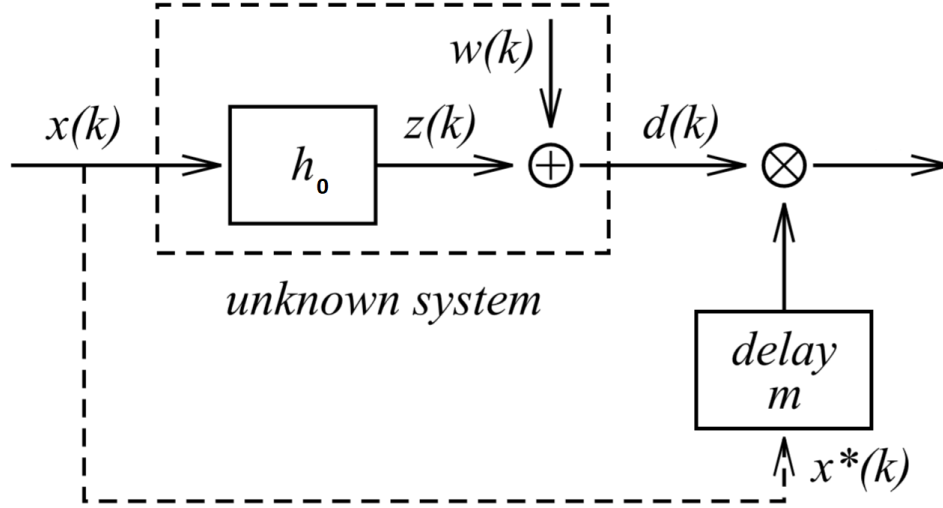 w(k)
x(k)
z(k)
d(k)
h₀
unknown system
delay
m
x*(k)